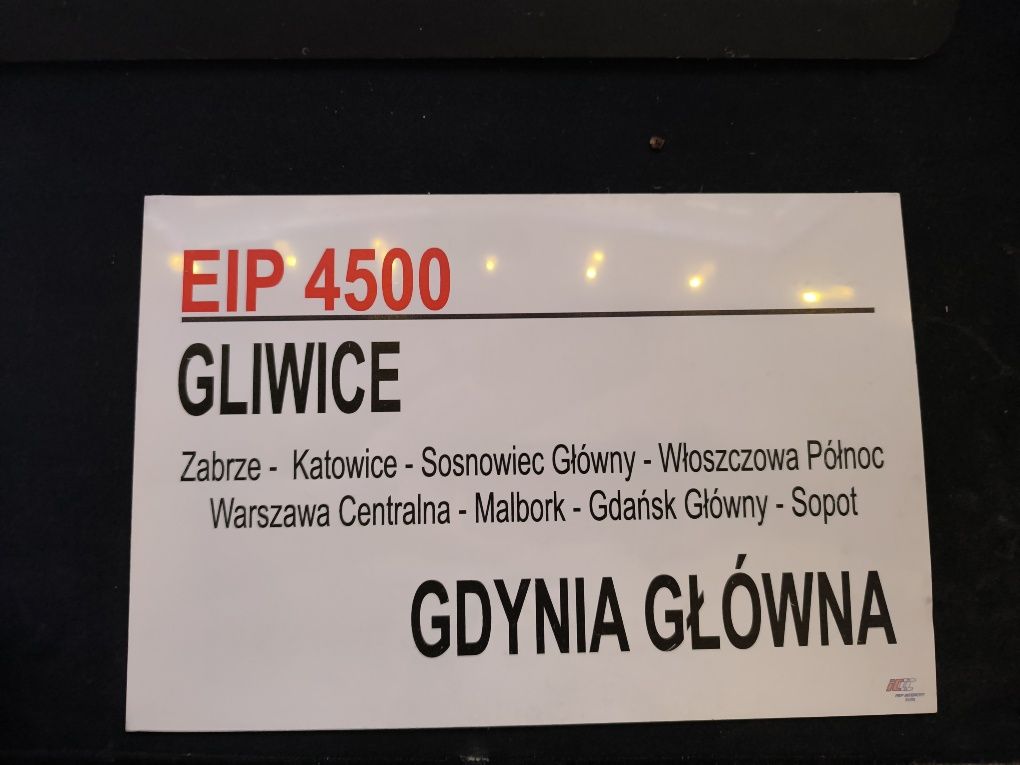 EIP 4500
GLIWICE
Zabrze - Katowice - Sosnowiec Główny - Włoszczowa Północ
Warszawa Centralna - Malbork - Gdańsk Główny - Sopot
GDYNIA GŁÓWNA